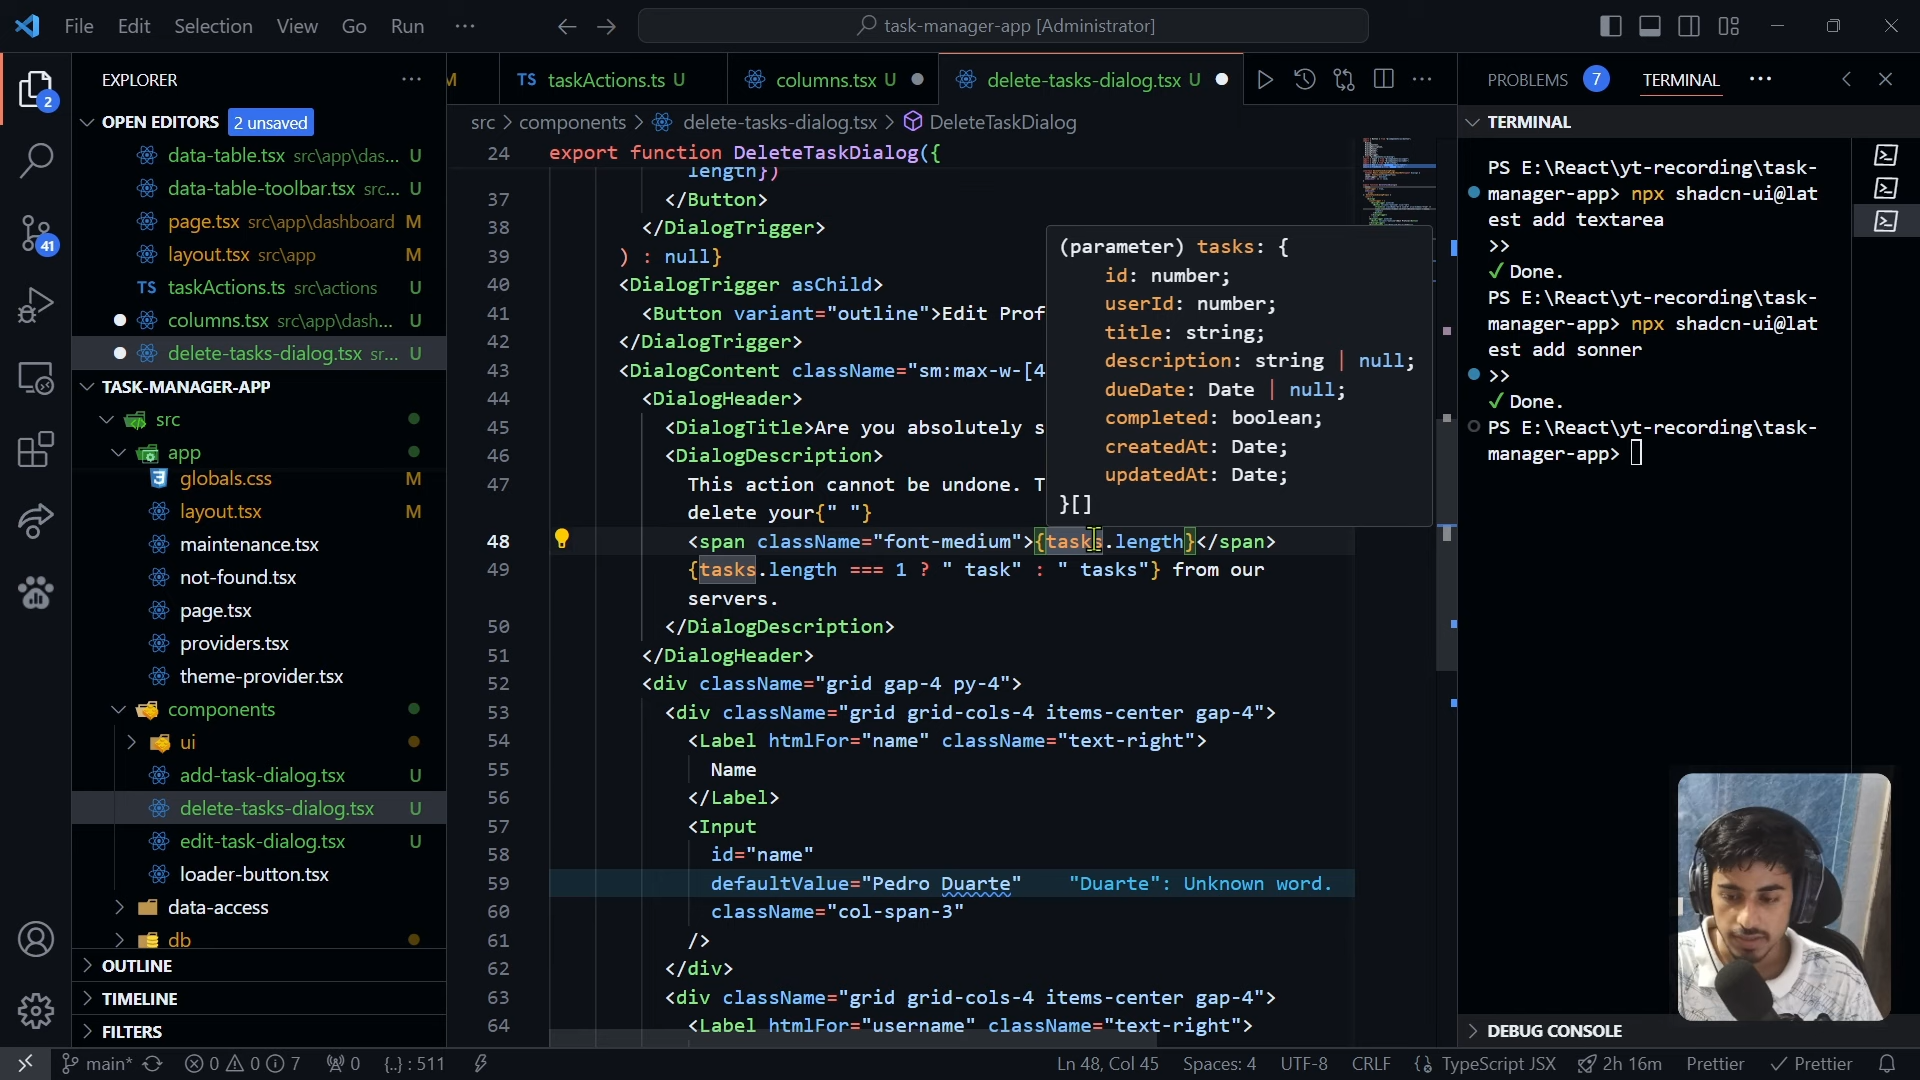 File Edit Selection View Go Run ···
task-manager-app [Administrator]
EXPLORER
2
OPEN EDITORS 2 unsaved
data-table.tsx src\app\das... U
data-table-toolbar.tsx src... U
page.tsx src\app\dashboard M
layout.tsx src\app M
TS taskActions.ts src\actions U
columns.tsx src\app\dash... U
delete-tasks-dialog.tsx sr... U
41
TASK-MANAGER-APP
src
app
globals.css M
layout.tsx M
maintenance.tsx
not-found.tsx
page.tsx
providers.tsx
theme-provider.tsx
components
ui
add-task-dialog.tsx U
delete-tasks-dialog.tsx U
edit-task-dialog.tsx U
loader-button.tsx
data-access
db
OUTLINE
TIMELINE
FILTERS
M TS taskActions.ts U columns.tsx U delete-tasks-dialog.tsx U
src > components > delete-tasks-dialog.tsx > DeleteTaskDialog
24 export function DeleteTaskDialog({
length})
37 </Button>
38 </DialogTrigger>
39 ) : null}
40 <DialogTrigger asChild>
41 <Button variant="outline">Edit Prof
42 </DialogTrigger>
43 <DialogContent className="sm:max-w-[4
44 <DialogHeader>
45 <DialogTitle>Are you absolutely s
46 <DialogDescription>
47 This action cannot be undone. T
delete your{" "}
48 <span className="font-medium">{tasks.length}</span>
49 {tasks.length === 1 ? " task" : " tasks"} from our
servers.
50 </DialogDescription>
51 </DialogHeader>
52 <div className="grid gap-4 py-4">
53 <div className="grid grid-cols-4 items-center gap-4">
54 <Label htmlFor="name" className="text-right">
55 Name
56 </Label>
57 <Input
58 id="name"
59 defaultValue="Pedro Duarte" "Duarte": Unknown word.
60 className="col-span-3"
61 />
62 </div>
63 <div className="grid grid-cols-4 items-center gap-4">
64 <Label htmlFor="username" className="text-right">
(parameter) tasks: {
id: number;
userId: number;
title: string;
description: string | null;
dueDate: Date | null;
completed: boolean;
createdAt: Date;
updatedAt: Date;
}[]
PROBLEMS 7 TERMINAL ···
TERMINAL
PS E:\React\yt-recording\task-
manager-app> npx shadcn-ui@lat
est add textarea
>>
✓ Done.
PS E:\React\yt-recording\task-
manager-app> npx shadcn-ui@lat
est add sonner
>>
✓ Done.
PS E:\React\yt-recording\task-
manager-app>
DEBUG CONSOLE
main* 0 0 7 0 {..} : 511 Ln 48, Col 45 Spaces: 4 UTF-8 CRLF TypeScript JSX 2h 16m Prettier ✓ Prettier